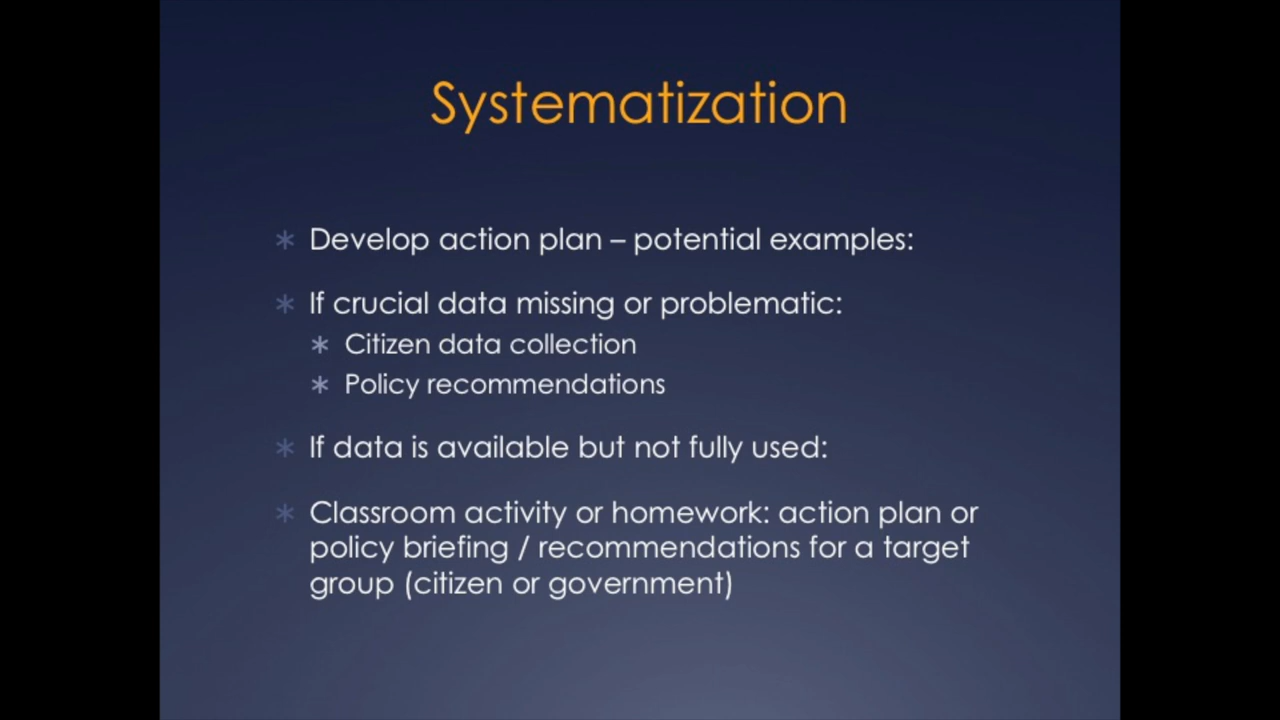 Systematization
* Develop action plan – potential examples:
* If crucial data missing or problematic:
* Citizen data collection
* Policy recommendations
* If data is available but not fully used:
* Classroom activity or homework: action plan or
policy briefing / recommendations for a target
group (citizen or government)